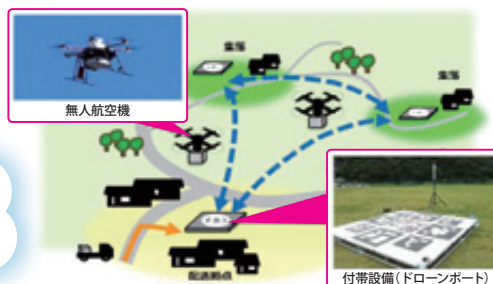 集落
無人航空機
集落
配送拠点
付帯設備(ドローンポート)